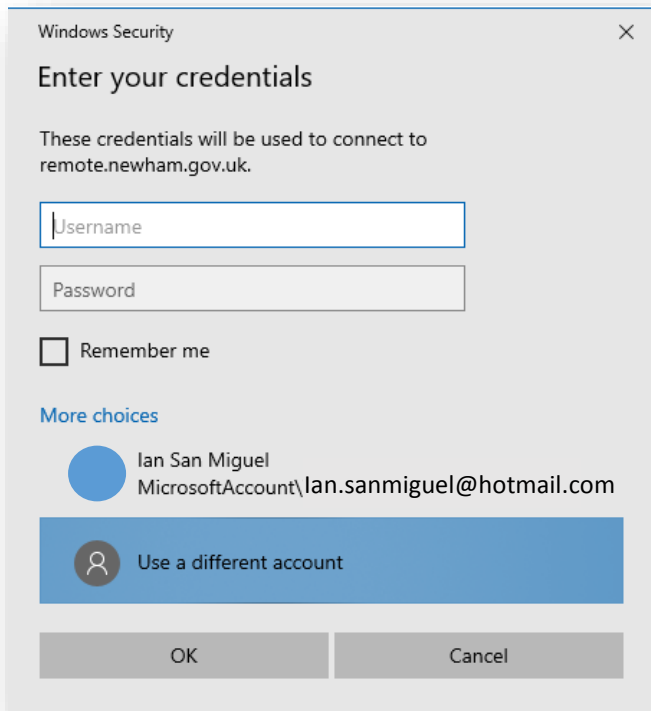 Windows Security
Enter your credentials
These credentials will be used to connect to
remote.newham.gov.uk.
Username
Password
Remember me
More choices
Ian San Miguel
MicrosoftAccount\Ian.sanmiguel@hotmail.com
Use a different account
OK
Cancel